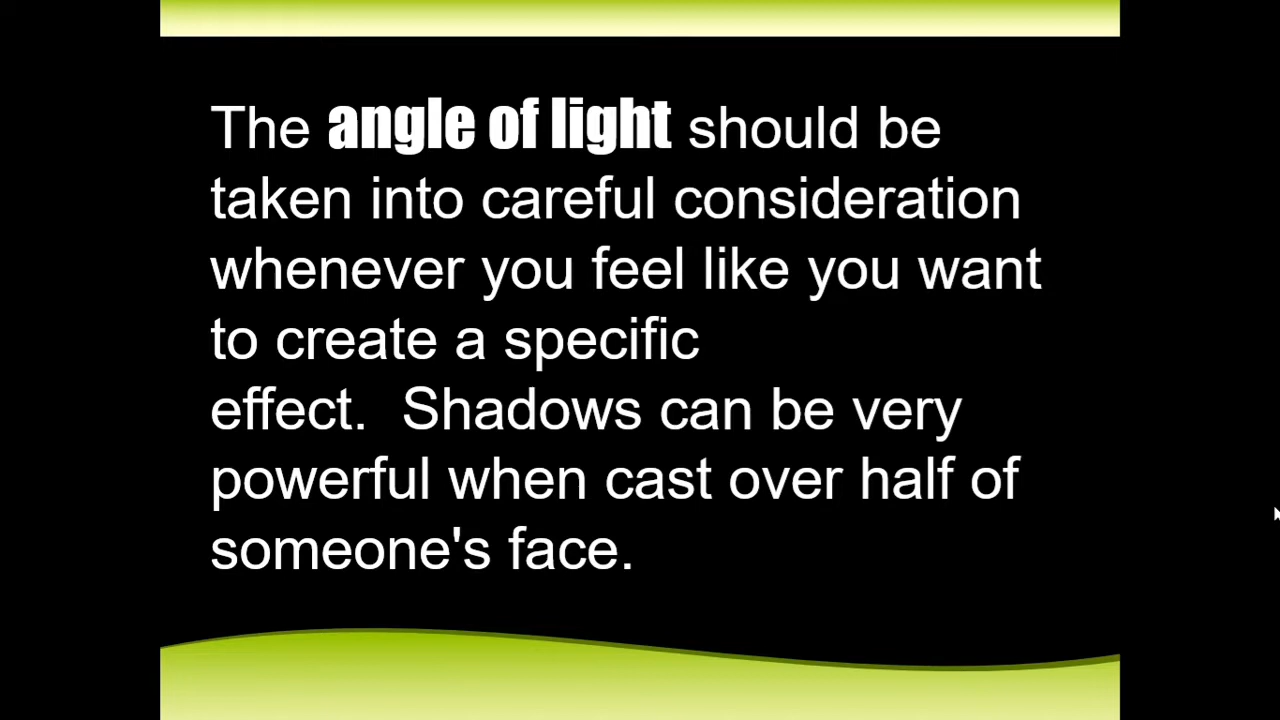 The angle of light should be
taken into careful consideration
whenever you feel like you want
to create a specific
effect.  Shadows can be very
powerful when cast over half of
someone's face.